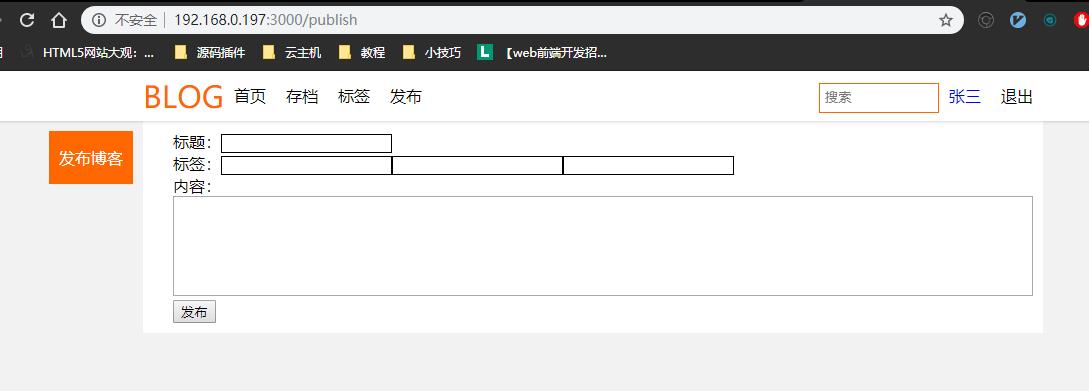 不安全 192.168.0.197:3000/publish
HTML5网站大观：... 源码插件 云主机 教程 小技巧 L 【web前端开发招...
BLOG 首页 存档 标签 发布 搜索 张三 退出
发布博客
标题：
标签：
内容：
发布